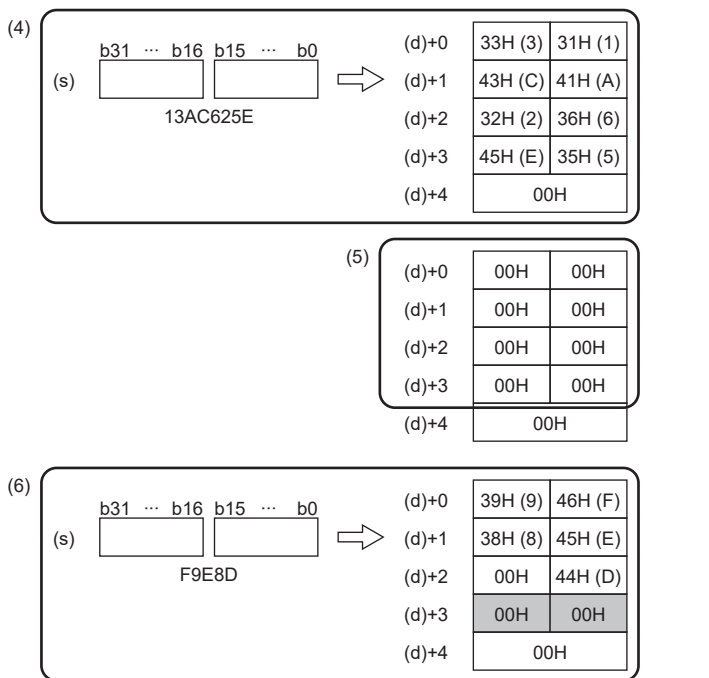 (4)
b31 ··· b16 b15 ··· b0
(s)
13AC625E
(d)+0 33H (3) 31H (1)
(d)+1 43H (C) 41H (A)
(d)+2 32H (2) 36H (6)
(d)+3 45H (E) 35H (5)
(d)+4 00H
(5)
(d)+0 00H 00H
(d)+1 00H 00H
(d)+2 00H 00H
(d)+3 00H 00H
(d)+4 00H
(6)
b31 ··· b16 b15 ··· b0
(s)
F9E8D
(d)+0 39H (9) 46H (F)
(d)+1 38H (8) 45H (E)
(d)+2 00H 44H (D)
(d)+3 00H 00H
(d)+4 00H